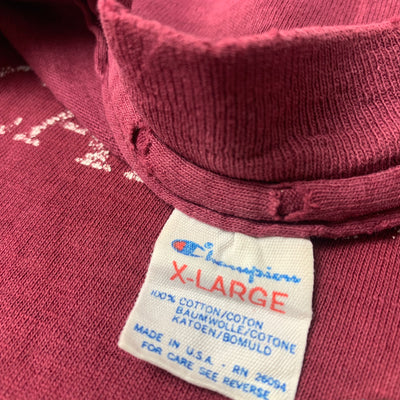 Champion
X-LARGE
100% COTTON/COTON
BAUMWOLLE/COTONE
KATOEN/BOMULD
MADE IN U.S.A. - RN 26094
FOR CARE SEE REVERSE